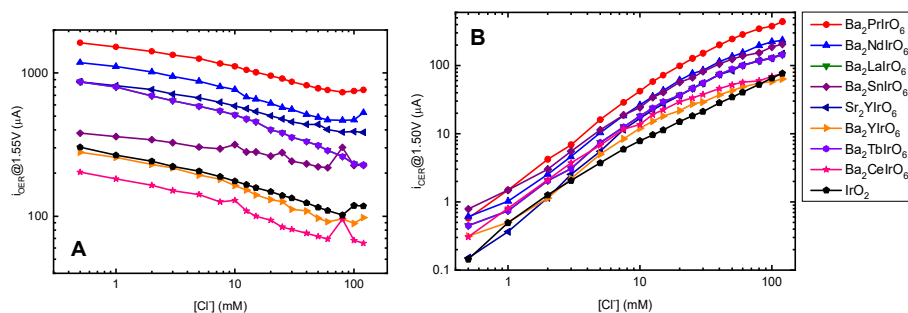 A
i_OER@1.55V (µA)
1000
100
1
10
100
[Cl⁻] (mM)
B
i_CER@1.50V (µA)
100
10
1
0.1
1
10
100
[Cl⁻] (mM)
Ba₂PrIrO₆
Ba₂NdIrO₆
Ba₂LaIrO₆
Ba₂SnIrO₆
Sr₂YIrO₆
Ba₂YIrO₆
Ba₂TbIrO₆
Ba₂CeIrO₆
IrO₂